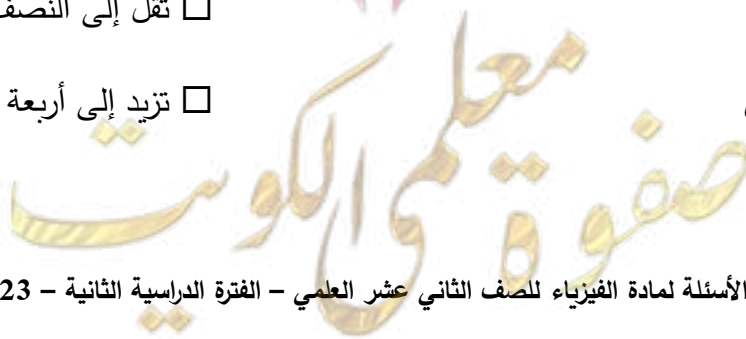 □ تقل إلى النصف
□ تزيد إلى أربعة
صفوة معلمي الكويت
الأسئلة لمادة الفيزياء للصف الثاني عشر العلمي – الفترة الدراسية الثانية – 23